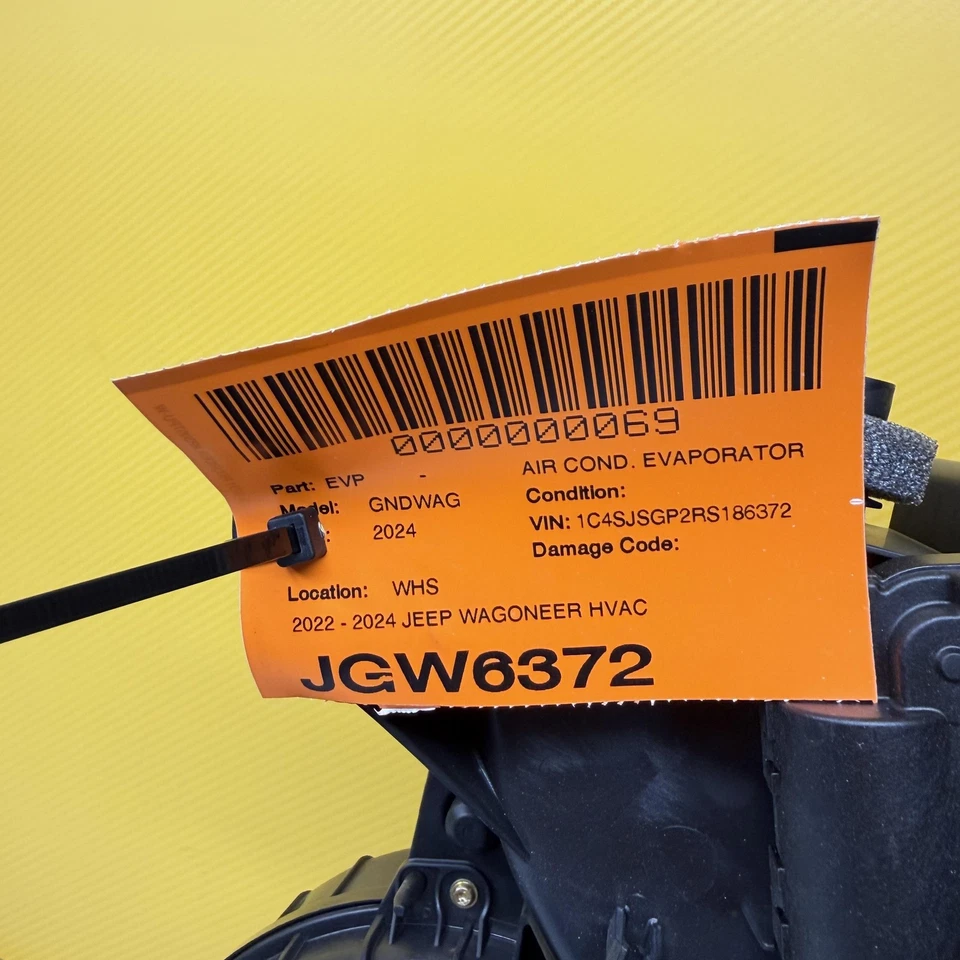 0000000069
Part: EVP - AIR COND. EVAPORATOR
Model: GNDWAG Condition:
2024 VIN: 1C4SJSGP2RS186372
Damage Code:
Location: WHS
2022 - 2024 JEEP WAGONEER HVAC
JGW6372